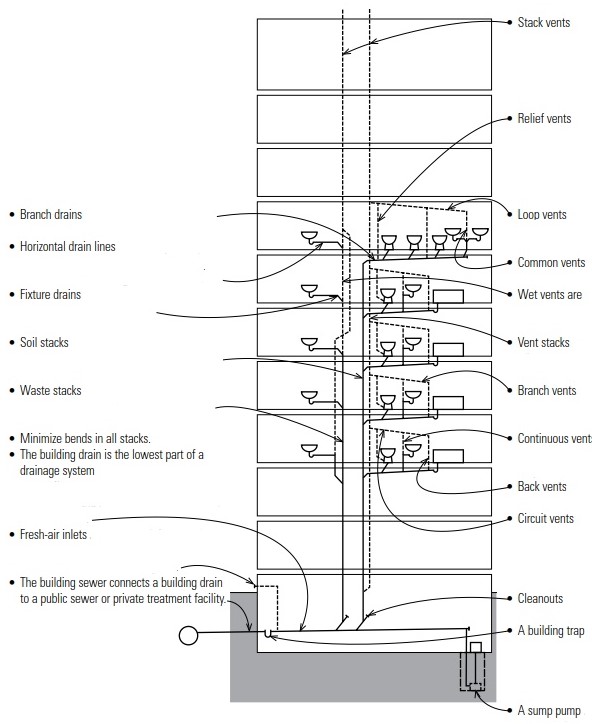 Stack vents
Relief vents
• Branch drains
Loop vents
• Horizontal drain lines
Common vents
• Fixture drains
Wet vents are
• Soil stacks
Vent stacks
• Waste stacks
Branch vents
• Minimize bends in all stacks.
• The building drain is the lowest part of a
drainage system
Continuous vents
Back vents
Circuit vents
• Fresh-air inlets
• The building sewer connects a building drain
to a public sewer or private treatment facility.
Cleanouts
A building trap
A sump pump